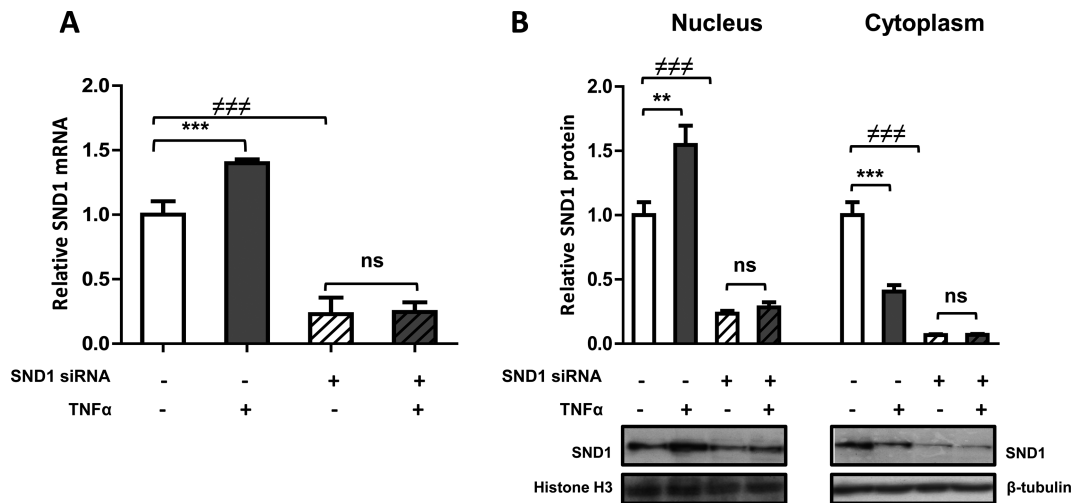 A
Relative SND1 mRNA
2.0
1.5
1.0
0.5
0.0
≠≠≠
***
ns
SND1 siRNA - - + +
TNFα - + - +
B
Nucleus Cytoplasm
Relative SND1 protein
2.0
1.5
1.0
0.5
0.0
≠≠≠
**
ns
≠≠≠
***
ns
SND1 siRNA - - + + - - + +
TNFα - + - + - + - +
SND1 SND1
Histone H3 β-tubulin